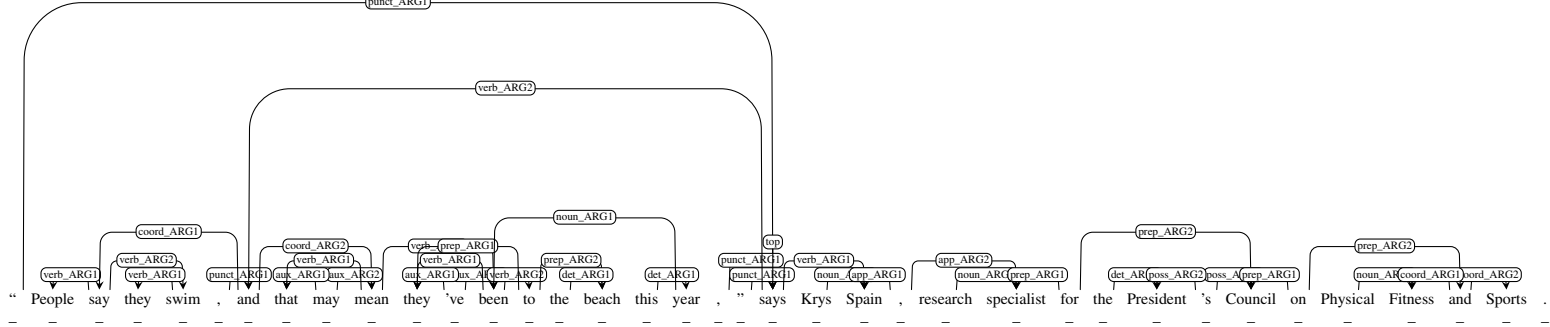 punct_ARG1
verb_ARG2
noun_ARG1
coord_ARG1 prep_ARG2
coord_ARG2 prep_ARG1 top prep_ARG2
verb_ARG2 verb_ARG1 verb_ARG1 prep_ARG2 punct_ARG1 verb_ARG1 app_ARG2
verb_ARG1 verb_ARG1 punct_ARG1 aux_ARG1 aux_ARG2 aux_ARG1 verb_ARG2 det_ARG1 det_ARG1 punct_ARG1 app_ARG1 prep_ARG1 poss_ARG2 prep_ARG1 coord_ARG1
“ People say they swim , and that may mean they 've been to the beach this year , ” says Krys Spain , research specialist for the President 's Council on Physical Fitness and Sports .